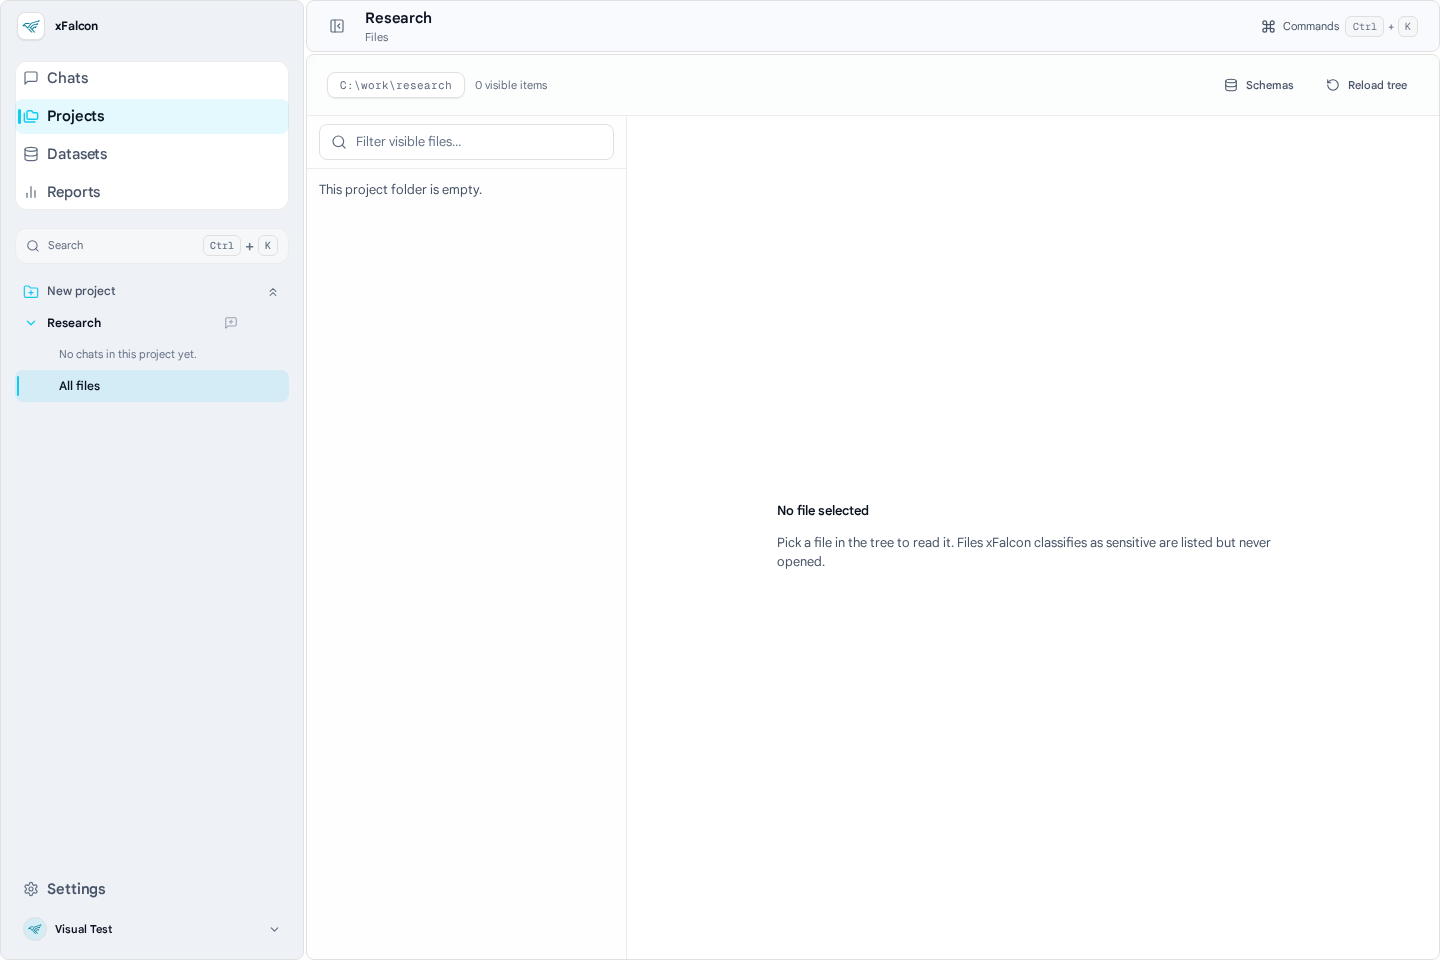 xFalcon
Chats
Projects
Datasets
Reports
Search Ctrl + K
New project
Research
No chats in this project yet.
All files
Settings
Visual Test
Research
Files
Commands Ctrl + K
C:\work\research 0 visible items
Schemas Reload tree
Filter visible files...
This project folder is empty.
No file selected
Pick a file in the tree to read it. Files xFalcon classifies as sensitive are listed but never
opened.